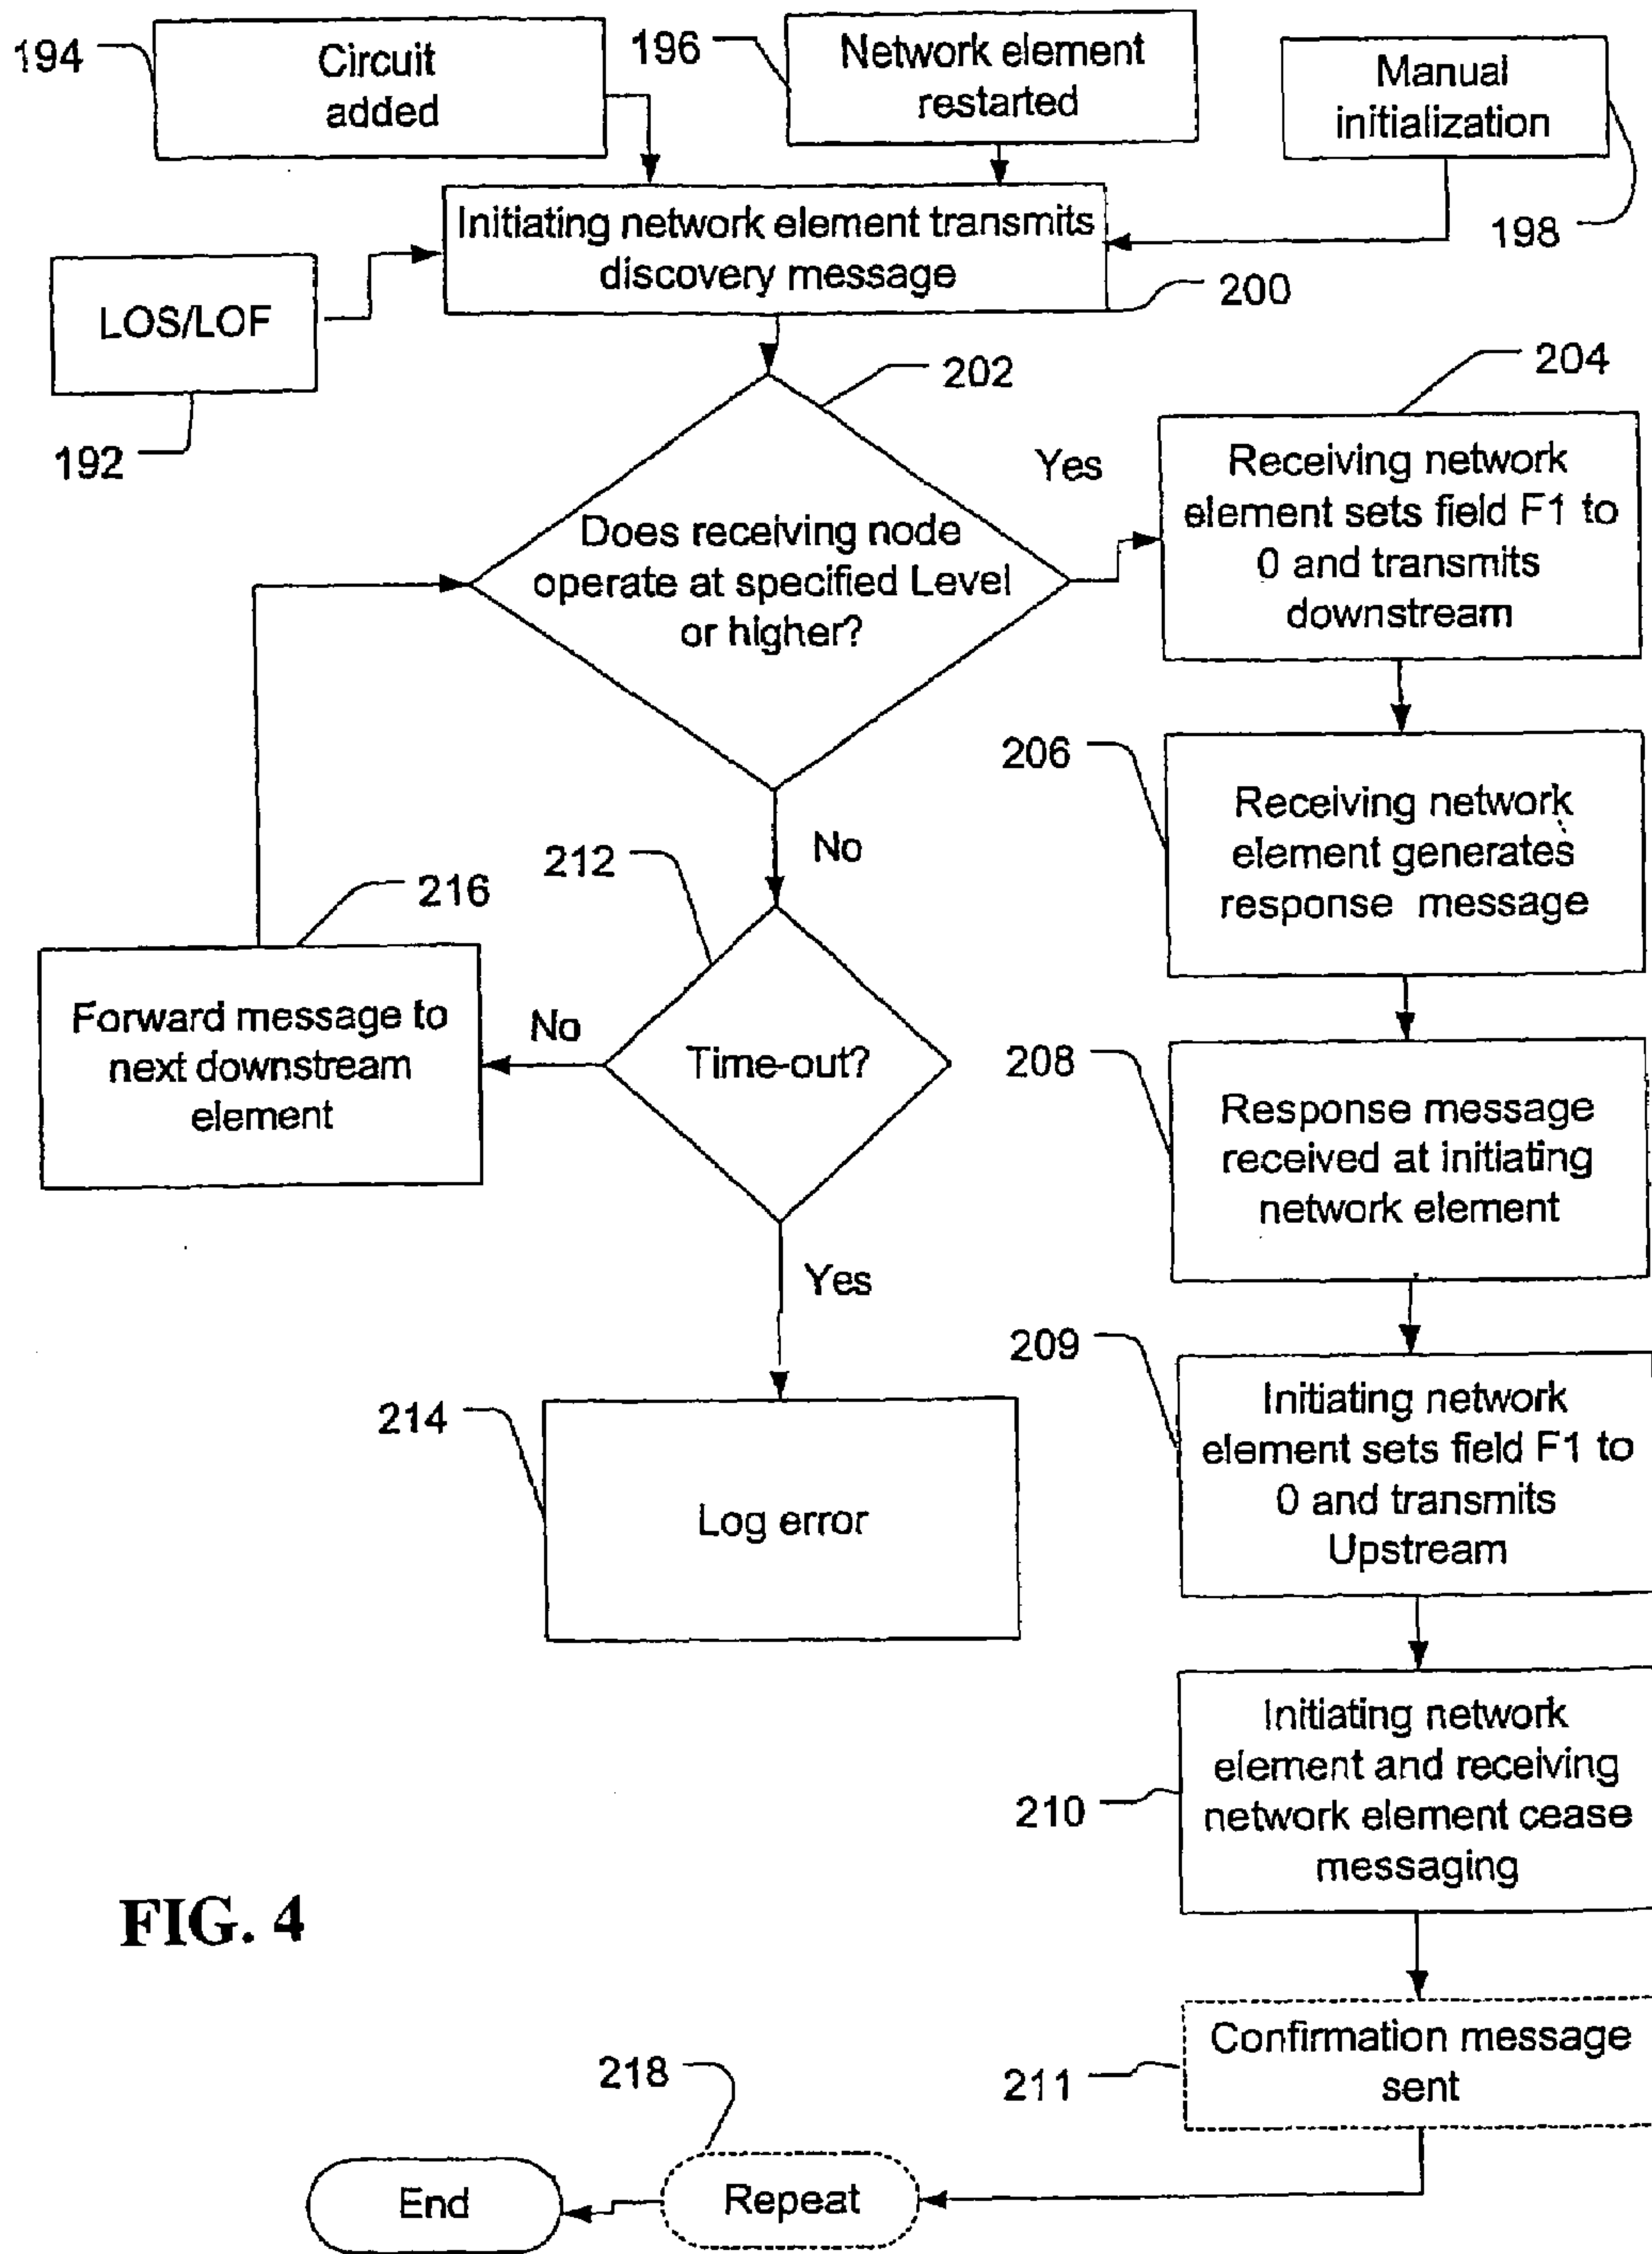 194
Circuit
added
196
Network element
restarted
Manual
initialization
198
Initiating network element transmits
discovery message
200
LOS/LOF
192
202
Does receiving node
operate at specified Level
or higher?
Yes
204
Receiving network
element sets field F1 to
0 and transmits
downstream
206
Receiving network
element generates
response message
No
212
Time-out?
No
216
Forward message to
next downstream
element
208
Response message
received at initiating
network element
Yes
214
Log error
209
Initiating network
element sets field F1 to
0 and transmits
Upstream
210
Initiating network
element and receiving
network element cease
messaging
FIG. 4
211
Confirmation message
sent
218
Repeat
End